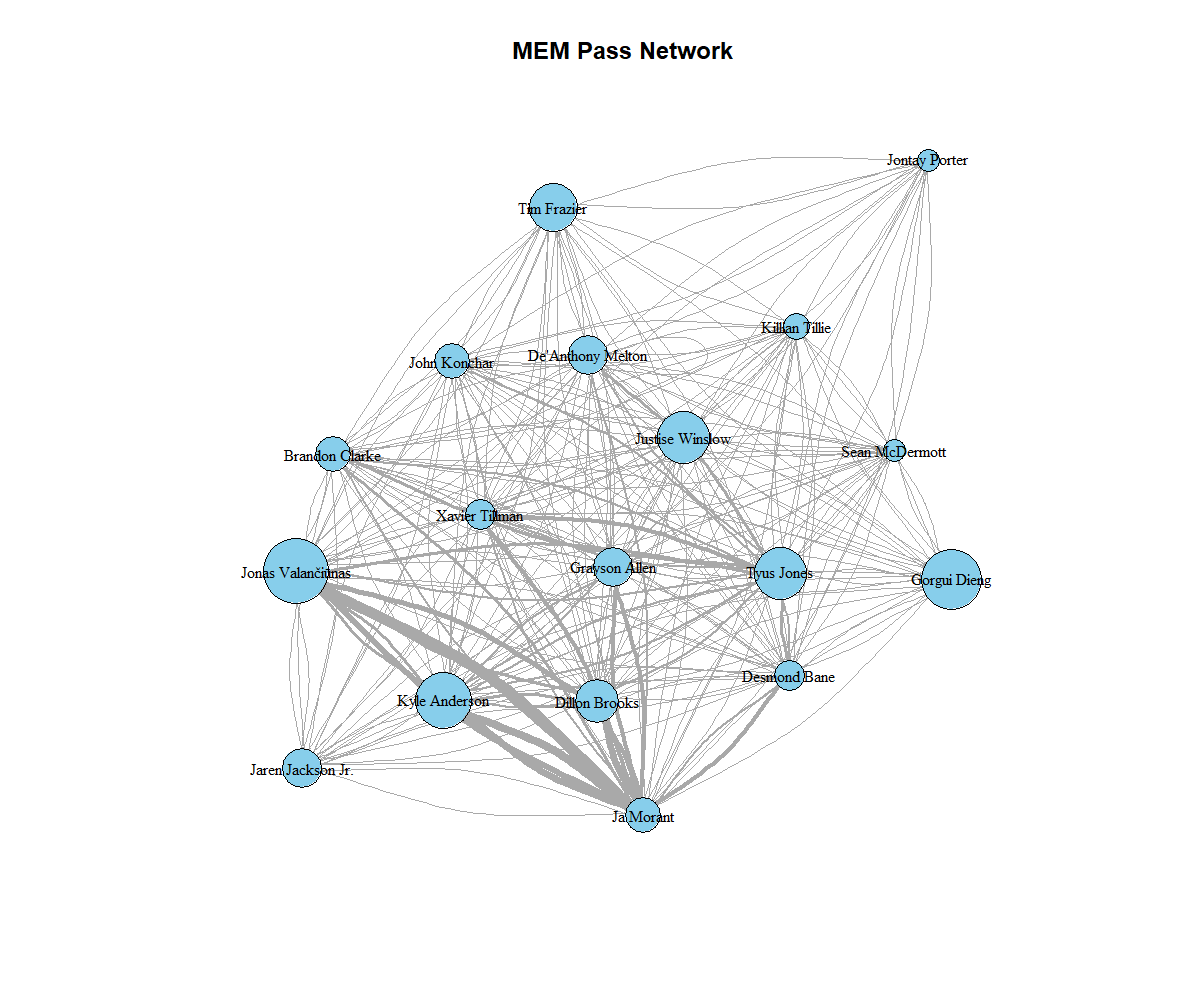 MEM Pass Network
Jontay Porter
Tim Frazier
Killian Tillie
De'Anthony Melton
John Konchar
Justise Winslow
Sean McDermott
Brandon Clarke
Xavier Tillman
Grayson Allen
Jonas Valančiūnas
Tyus Jones
Gorgui Dieng
Desmond Bane
Kyle Anderson
Dillon Brooks
Jaren Jackson Jr.
Ja Morant